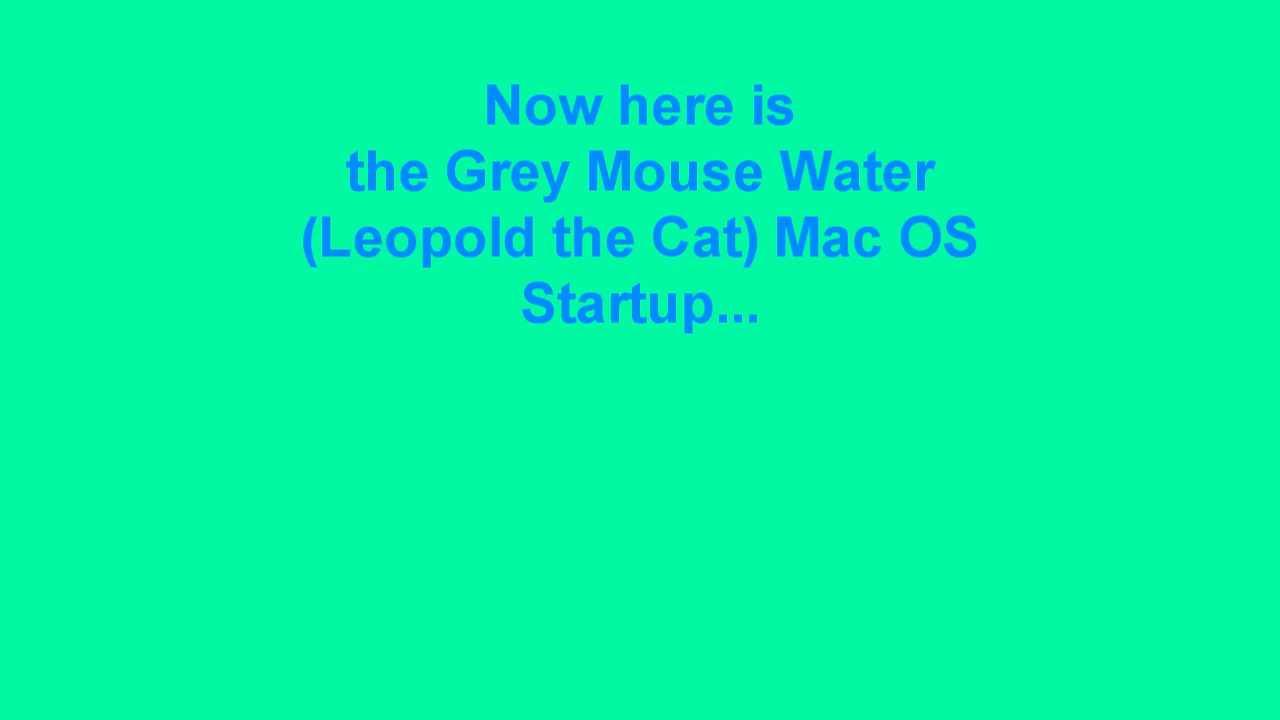 Now here is
the Grey Mouse Water
(Leopold the Cat) Mac OS
Startup...